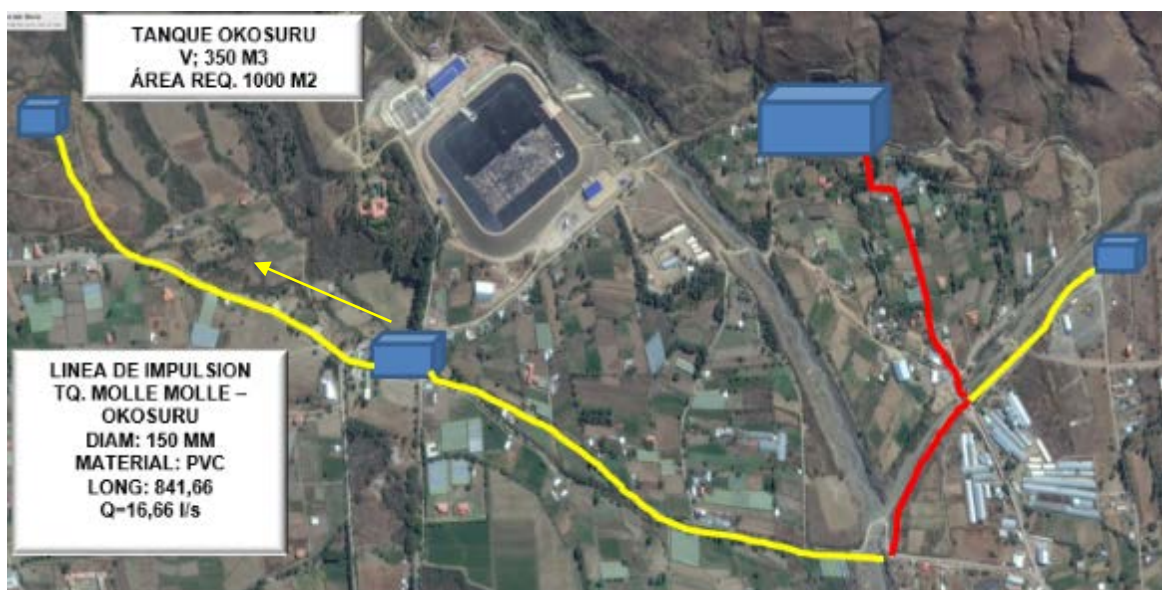 TANQUE OKOSURU
V; 350 M3
ÁREA REQ. 1000 M2
LINEA DE IMPULSION
TQ. MOLLE MOLLE –
OKOSURU
DIAM: 150 MM
MATERIAL: PVC
LONG: 841,66
Q=16,66 l/s